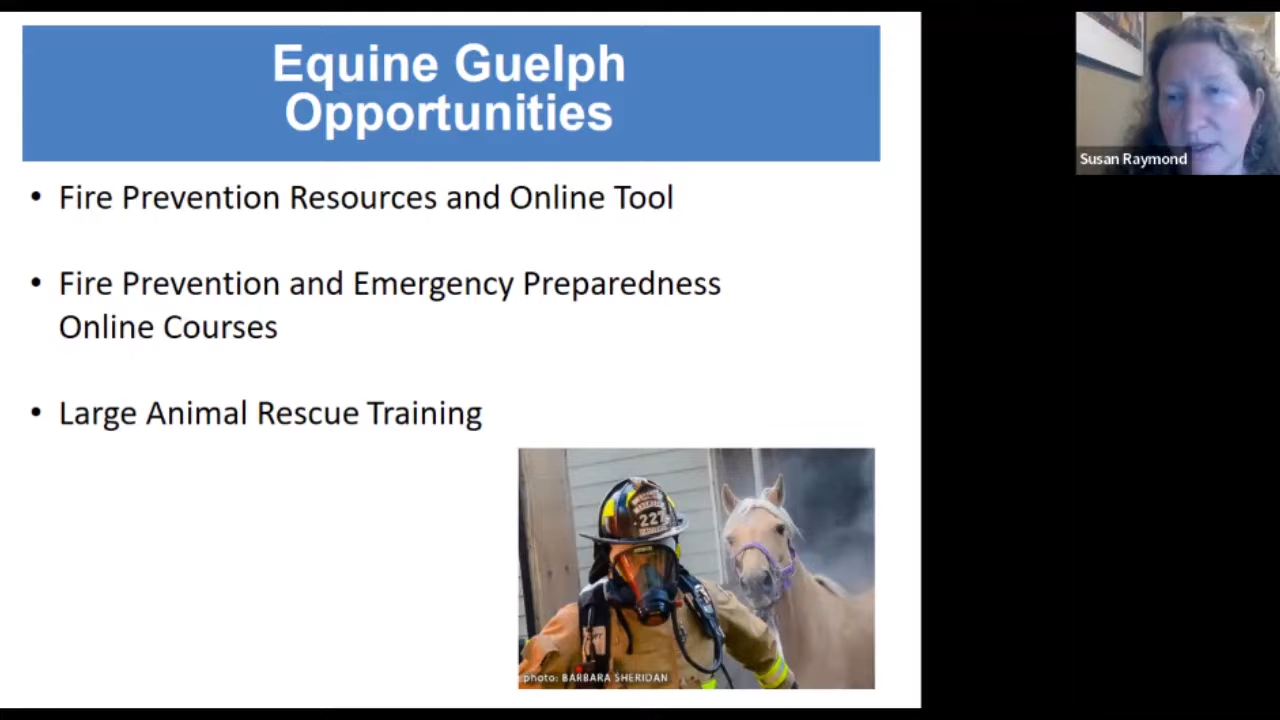 Equine Guelph
Opportunities
• Fire Prevention Resources and Online Tool
• Fire Prevention and Emergency Preparedness
Online Courses
• Large Animal Rescue Training
227
photo: BARBARA SHERIDAN
Susan Raymond